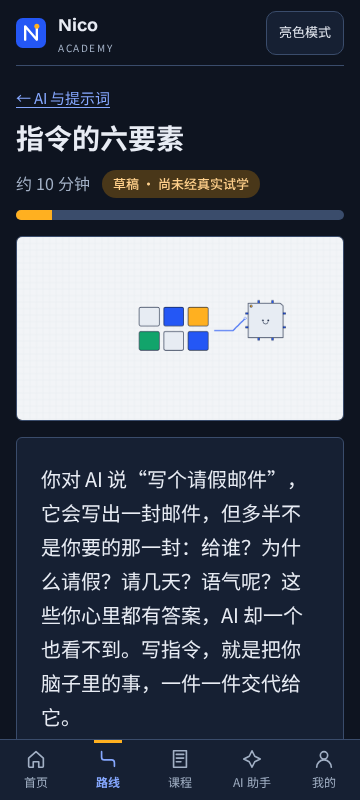 Nico
ACADEMY
亮色模式
← AI 与提示词
指令的六要素
约 10 分钟
草稿 · 尚未经真实试学
你对 AI 说“写个请假邮件”，
它会写出一封邮件，但多半不
是你要的那一封：给谁？为什
么请假？请几天？语气呢？这
些你心里都有答案，AI 却一个
也看不到。写指令，就是把你
脑子里的事，一件一件交代给
它。
首页
路线
课程
AI 助手
我的